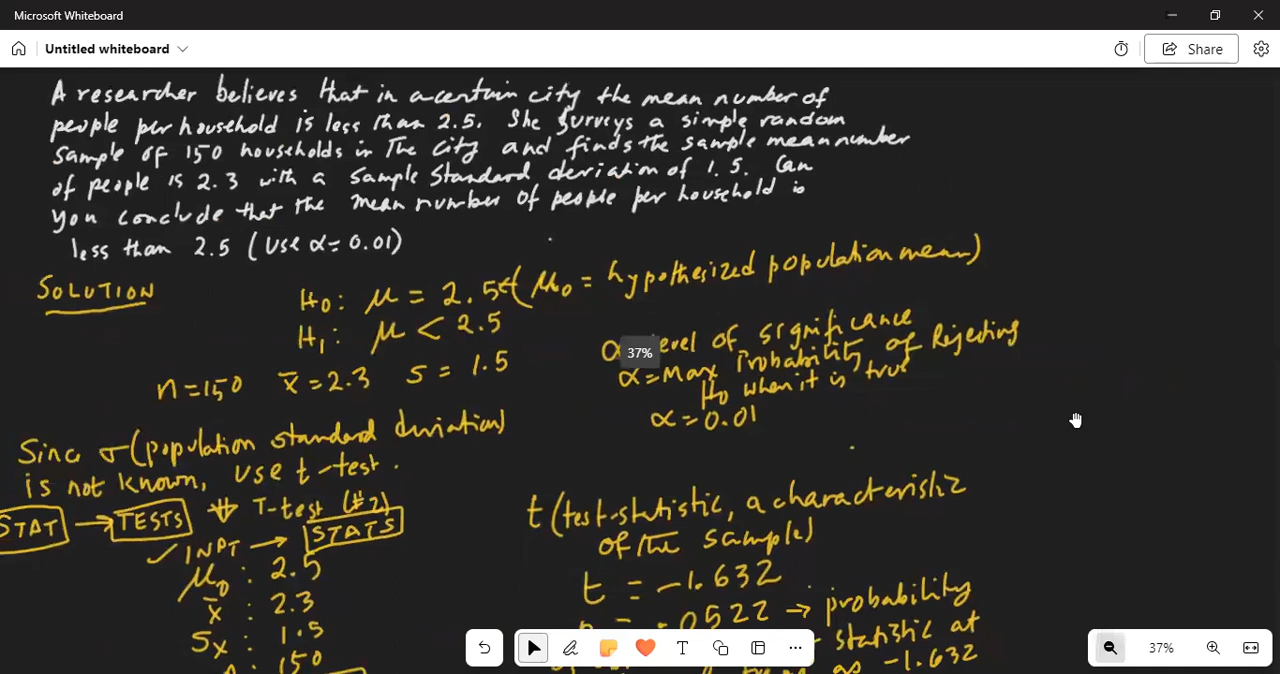 Microsoft Whiteboard
Untitled whiteboard
Share
A researcher believes that in a certain city the mean number of
people per household is less than 2.5. She surveys a simple random
sample of 150 households in the city and finds the sample mean number
of people is 2.3 with a sample standard deviation of 1.5. Can
you conclude that the mean number of people per household is
less than 2.5 (Use α = 0.01)
SOLUTION
H0: μ = 2.5 ← (μ0 = hypothesized population mean)
H1: μ < 2.5
n = 150 x̄ = 2.3 s = 1.5
α level of significance
37%
α = Max Probability of Rejecting
H0 when it is true
α = 0.01
Since σ (population standard deviation)
is not known, use t-test.
STAT → TESTS ↓ T-test (#2)
✓ INPT → STATS
μ0 : 2.5
x̄ : 2.3
Sx : 1.5
: 150
t (test-statistic, a characteristic
of the sample)
t = -1.632
= .0522 → probability
statistic at
as -1.632
37%